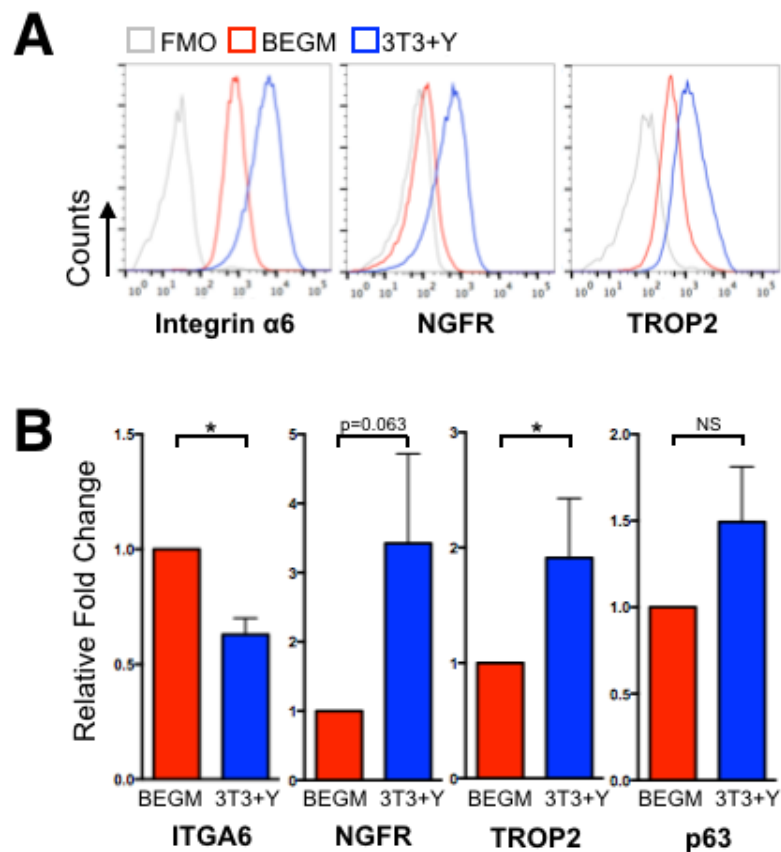 A
FMO BEGM 3T3+Y
Counts
10⁰ 10¹ 10² 10³ 10⁴ 10⁵
10⁰ 10¹ 10² 10³ 10⁴ 10⁵
10⁰ 10¹ 10² 10³ 10⁴ 10⁵
Integrin α6 NGFR TROP2
B
Relative Fold Change
* p=0.063 * NS
1.5
1.0
0.5
0.0
5
4
3
2
1
0
3
2
1
0
2.0
1.5
1.0
0.5
0.0
BEGM 3T3+Y BEGM 3T3+Y BEGM 3T3+Y BEGM 3T3+Y
ITGA6 NGFR TROP2 p63